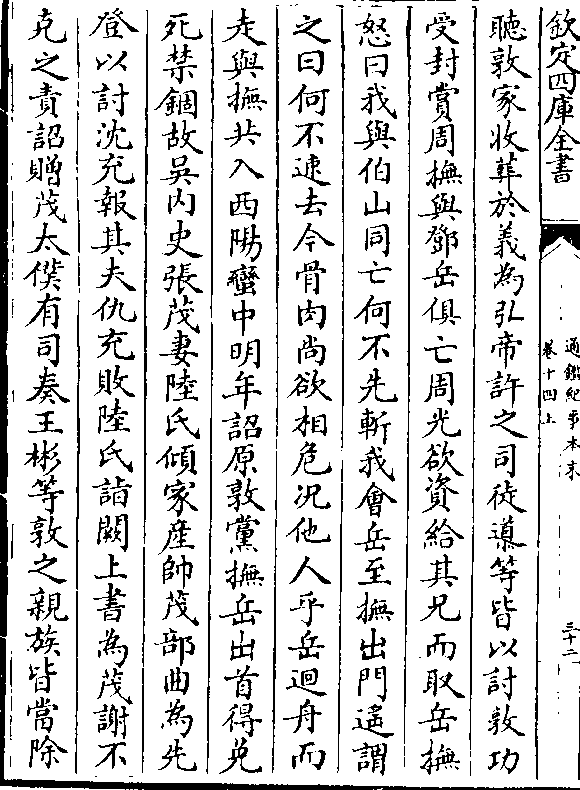 欽定四庫全書
通鑑紀事本末
卷十四上
三十二
聽敦家收葬於義為弘帝許之司徒導等皆以討敦功
受封賞周撫與鄧岳俱亡周光欲資給其兄而取岳撫
怒曰我與伯山同亡何不先斬我會岳至撫出門遙謂
之曰何不速去今骨肉尚欲相危况他人乎岳迴舟而
走與撫共入西陽蠻中明年詔原敦黨撫岳出首得免
死禁錮故吳内史張茂妻陸氏傾家産帥茂部曲為先
登以討沈充報其夫仇充敗陸氏詣闕上書為茂謝不
克之責詔贈茂太僕有司奏王彬等敦之親族皆當除